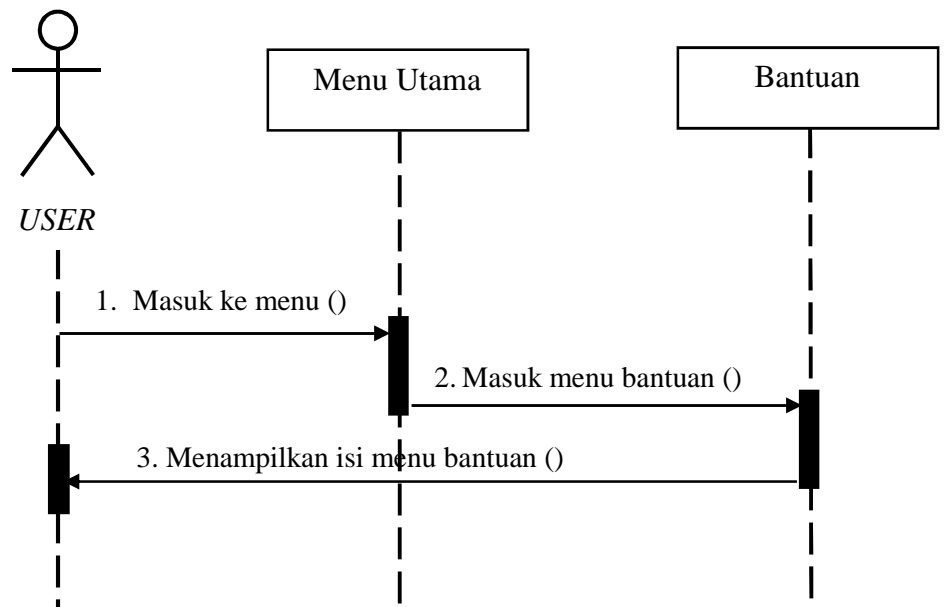 Menu Utama
Bantuan
USER
1. Masuk ke menu ()
2. Masuk menu bantuan ()
3. Menampilkan isi menu bantuan ()